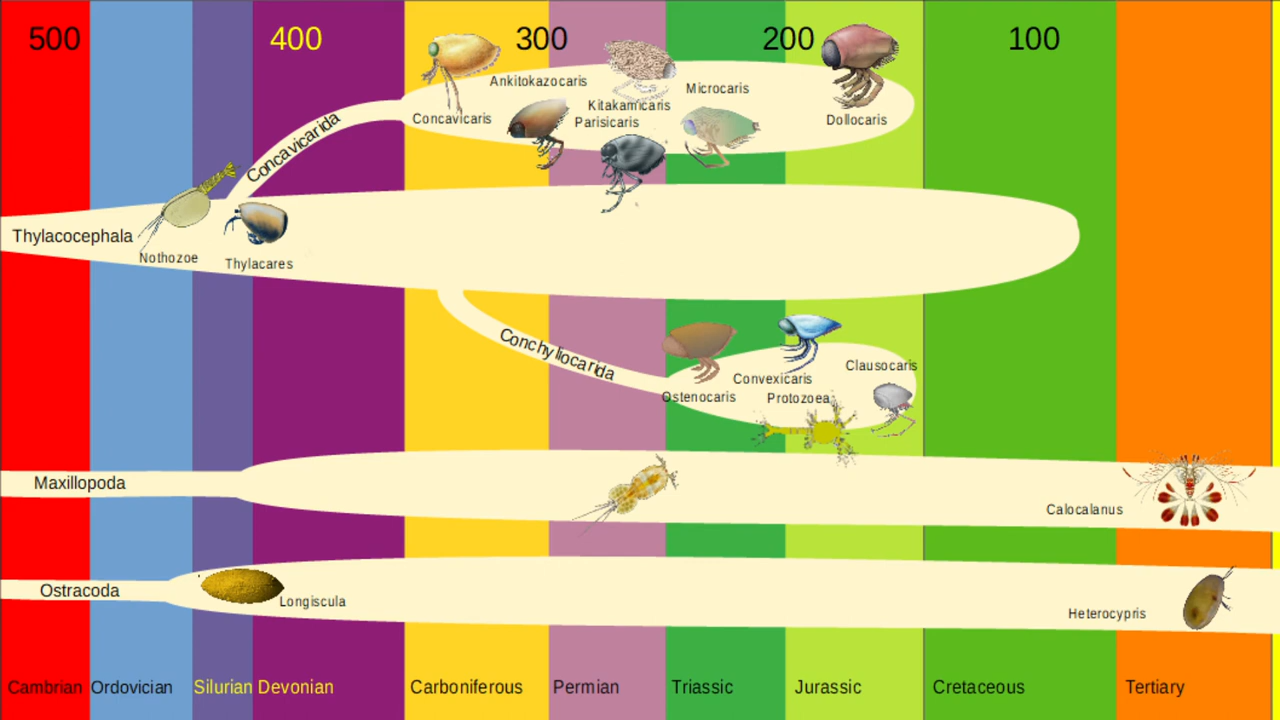 500
400
300
200
100
Ankitokazocaris
Microcaris
Kitakamicaris
Concavicaris
Parisicaris
Dollocaris
Concavicarida
Thylacocephala
Nothozoe
Thylacares
Conchyliocarida
Clausocaris
Convexicaris
Ostenocaris
Protozoea
Maxillopoda
Calocalanus
Ostracoda
Longiscula
Heterocypris
Cambrian Ordovician Silurian Devonian Carboniferous Permian Triassic Jurassic Cretaceous Tertiary